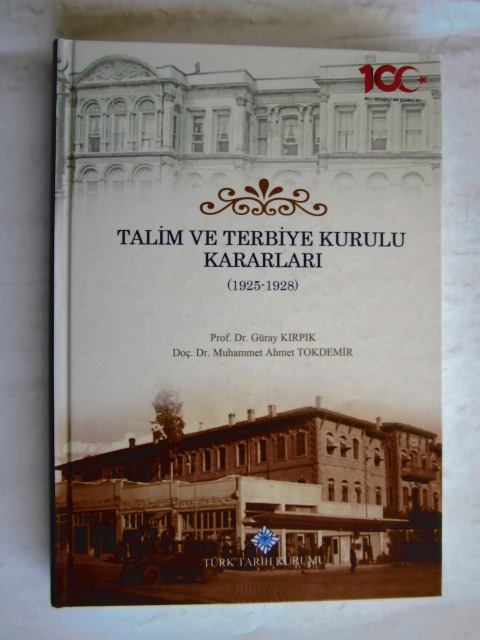 100
TALİM VE TERBİYE KURULU
KARARLARI
(1925-1928)
Prof. Dr. Güray KIRPIK
Doç. Dr. Muhammet Ahmet TOKDEMİR
TÜRK TARİH KURUMU